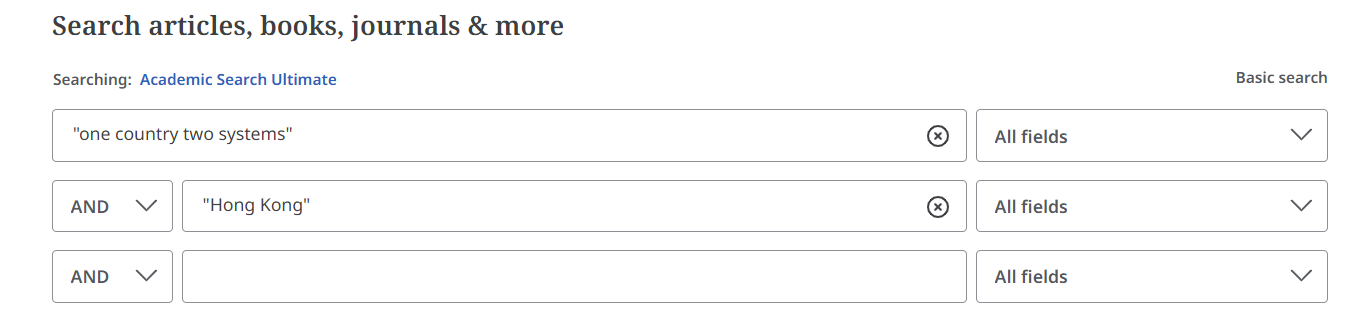 Search articles, books, journals & more
Searching: Academic Search Ultimate
Basic search
"one country two systems"
All fields
AND
"Hong Kong"
All fields
AND
All fields